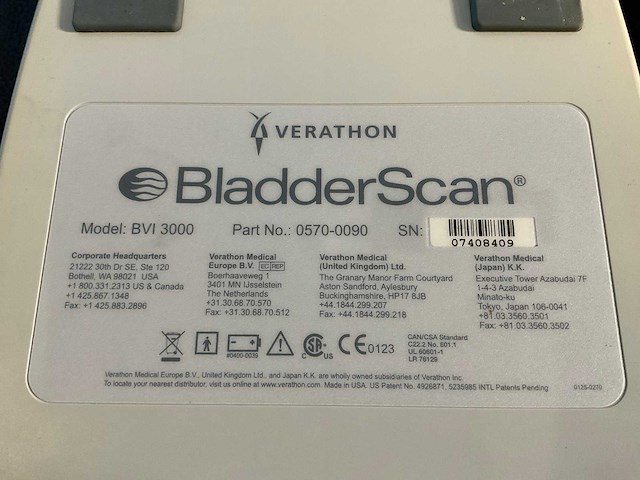 VERATHON
BladderScan®
Model: BVI 3000 Part No.: 0570-0090 SN: 07408409
Corporate Headquarters
21222 30th Dr SE, Ste 120
Bothell, WA 98021 USA
+1 800.331.2313 US & Canada
+1 425.867.1348
Fax: +1 425.883.2896
Verathon Medical
Europe B.V. EC REP
Boerhaaveweg 1
3401 MN IJsselstein
The Netherlands
+31.30.68.70.570
Fax: +31.30.68.70.512
Verathon Medical
(United Kingdom) Ltd.
The Granary Manor Farm Courtyard
Aston Sandford, Aylesbury
Buckinghamshire, HP17 8JB
+44.1844.299.207
Fax: +44.1844.299.218
Verathon Medical
(Japan) K.K.
Executive Tower Azabudai 7F
1-4-3 Azabudai
Minato-ku
Tokyo, Japan 106-0041
+81.03.3560.3501
Fax: +81.03.3560.3502
#0400-0039
C SA US
CE0123
CAN/CSA Standard
C22.2 No. 601.1
UL 60601-1
LR 76129
Verathon Medical Europe B.V., United Kingdom Ltd., and Japan K.K. are wholly owned subsidiaries of Verathon Inc.
To locate your nearest distributor, visit us online at www.verathon.com. Made in USA. US Patent No. 4926871, 5235985 INTL Patents Pending